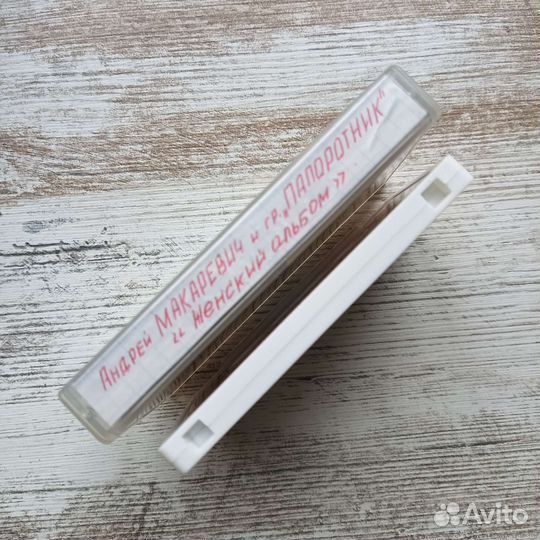 Андрей МАКАРЕВИЧ и гр. „ПАПОРОТНИК"
" Женский альбом »
Avito